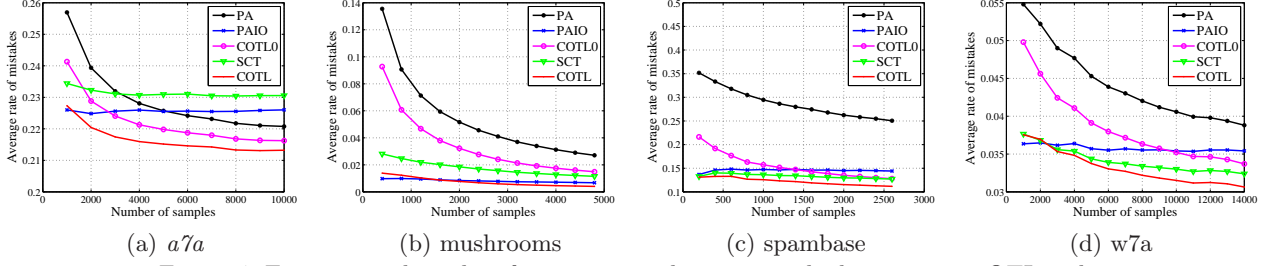 Average rate of mistakes
0.26
0.25
0.24
0.23
0.22
0.21
0.2
0 2000 4000 6000 8000 10000
Number of samples
PA
PAIO
COTL0
SCT
COTL
(a) a7a
Average rate of mistakes
0.14
0.12
0.1
0.08
0.06
0.04
0.02
0
0 1000 2000 3000 4000 5000
Number of samples
PA
PAIO
COTL0
SCT
COTL
(b) mushrooms
Average rate of mistakes
0.5
0.45
0.4
0.35
0.3
0.25
0.2
0.15
0.1
0 500 1000 1500 2000 2500 3000
Number of samples
PA
PAIO
COTL0
SCT
COTL
(c) spambase
Average rate of mistakes
0.055
0.05
0.045
0.04
0.035
0.03
0 2000 4000 6000 8000 10000 12000 14000
Number of samples
PA
PAIO
COTL0
SCT
COTL
(d) w7a